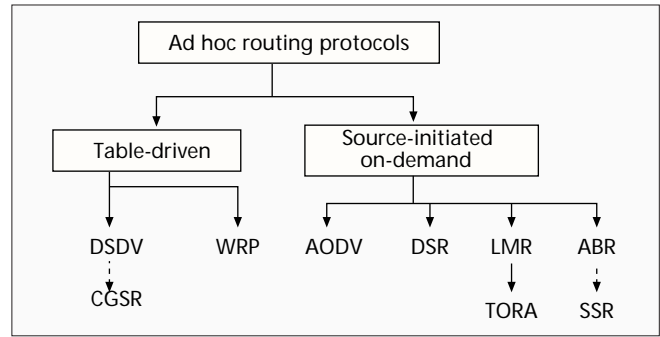 Ad hoc routing protocols
Table-driven
Source-initiated
on-demand
DSDV
WRP
AODV
DSR
LMR
ABR
CGSR
TORA
SSR